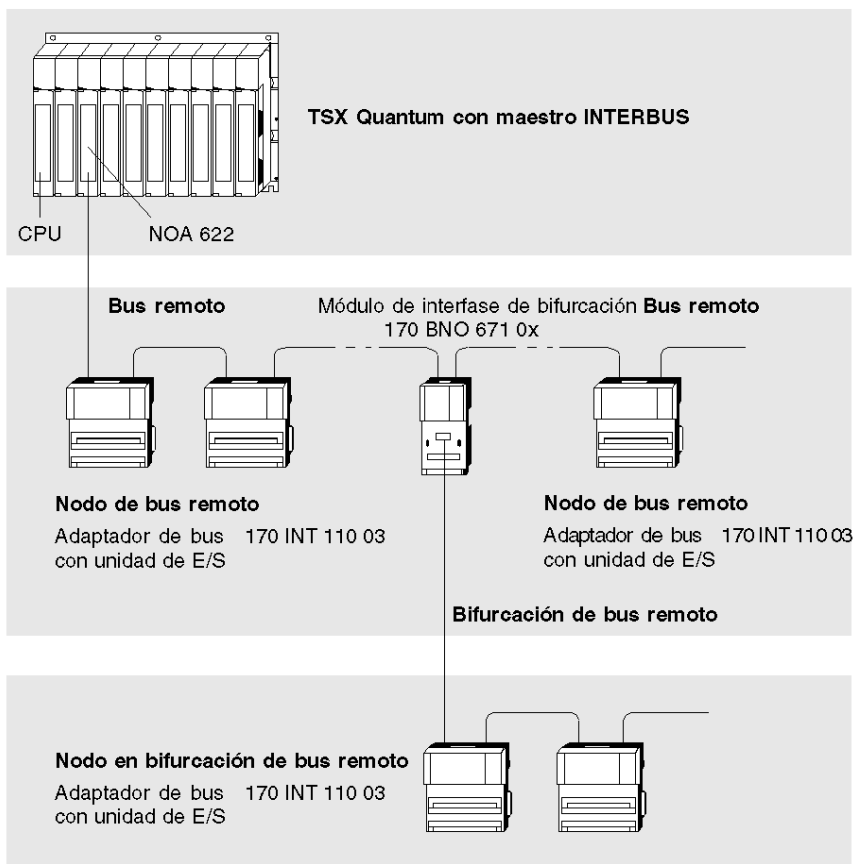 TSX Quantum con maestro INTERBUS
CPU
NOA 622
Bus remoto
Módulo de interfase de bifurcación Bus remoto
170 BNO 671 0x
Nodo de bus remoto
Adaptador de bus 170 INT 110 03
con unidad de E/S
Nodo de bus remoto
Adaptador de bus 170 INT 110 03
con unidad de E/S
Bifurcación de bus remoto
Nodo en bifurcación de bus remoto
Adaptador de bus 170 INT 110 03
con unidad de E/S